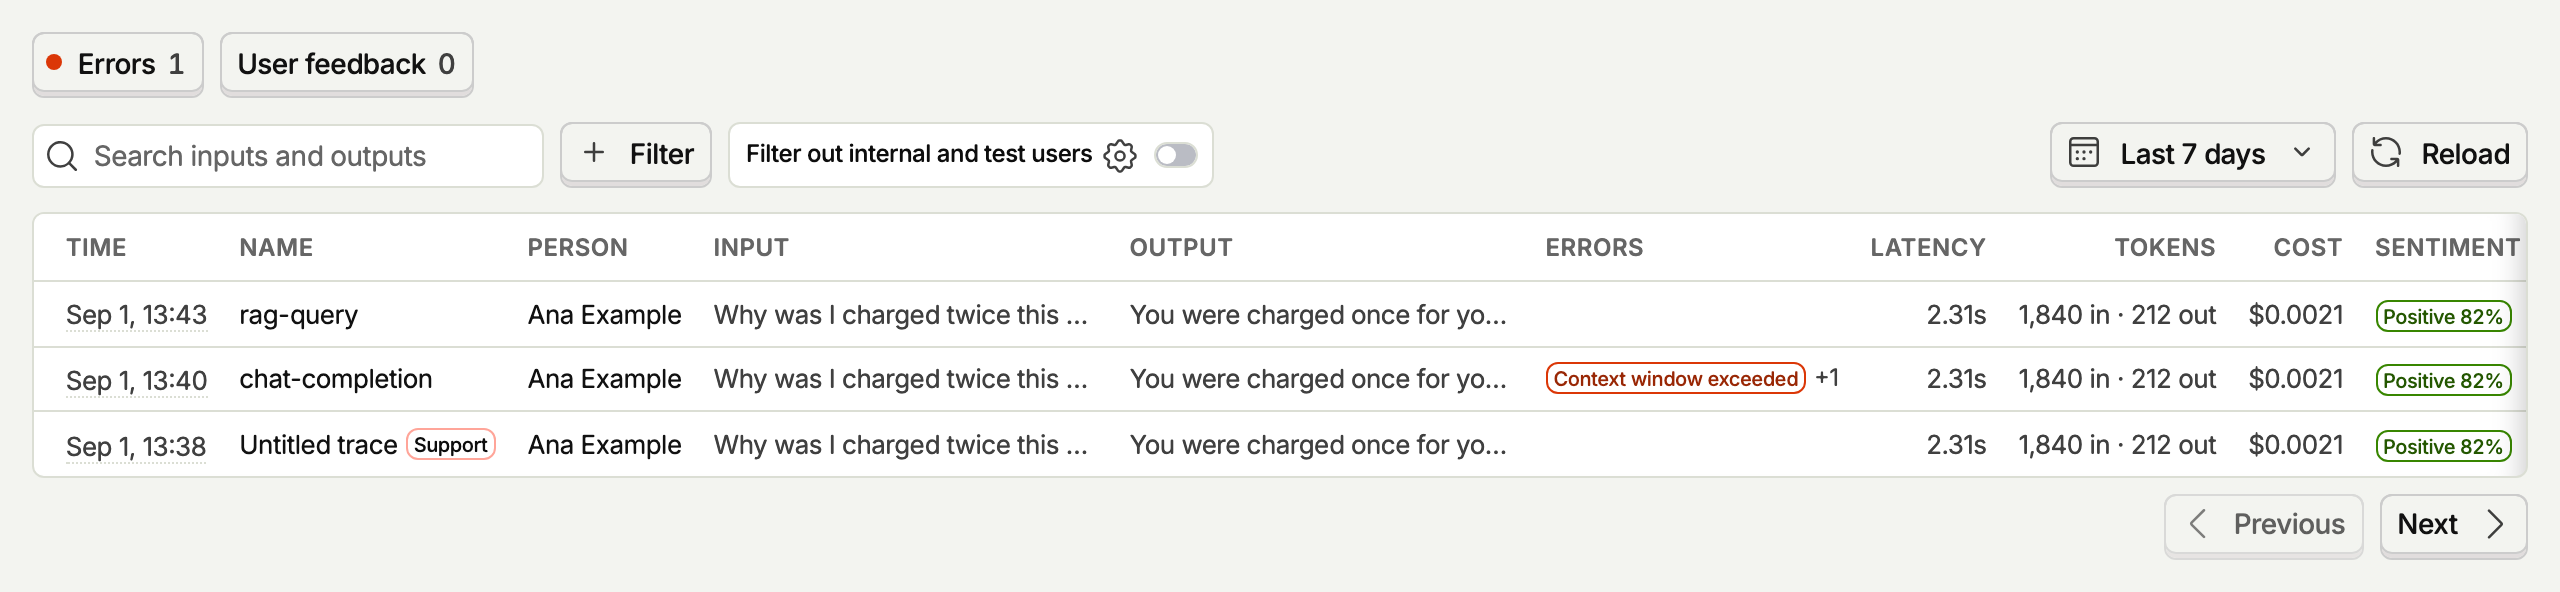 Errors 1
User feedback 0
Search inputs and outputs
Filter
Filter out internal and test users
Last 7 days
Reload
TIME NAME PERSON INPUT OUTPUT ERRORS LATENCY TOKENS COST SENTIMENT
Sep 1, 13:43 rag-query Ana Example Why was I charged twice this ... You were charged once for yo... 2.31s 1,840 in · 212 out $0.0021 Positive 82%
Sep 1, 13:40 chat-completion Ana Example Why was I charged twice this ... You were charged once for yo... Context window exceeded +1 2.31s 1,840 in · 212 out $0.0021 Positive 82%
Sep 1, 13:38 Untitled trace Support Ana Example Why was I charged twice this ... You were charged once for yo... 2.31s 1,840 in · 212 out $0.0021 Positive 82%
Previous
Next